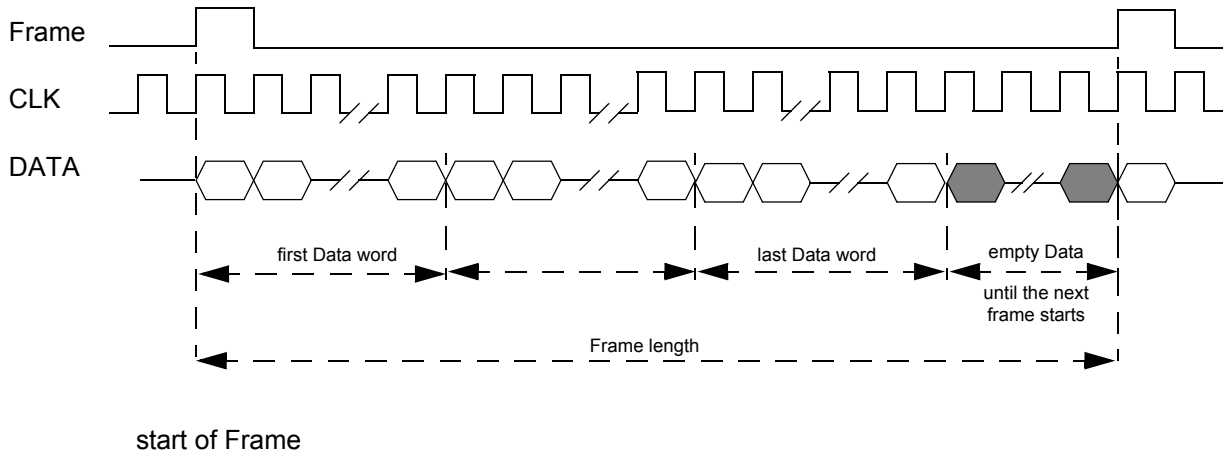 Frame
CLK
DATA
first Data word
last Data word
empty Data
until the next
frame starts
Frame length
start of Frame